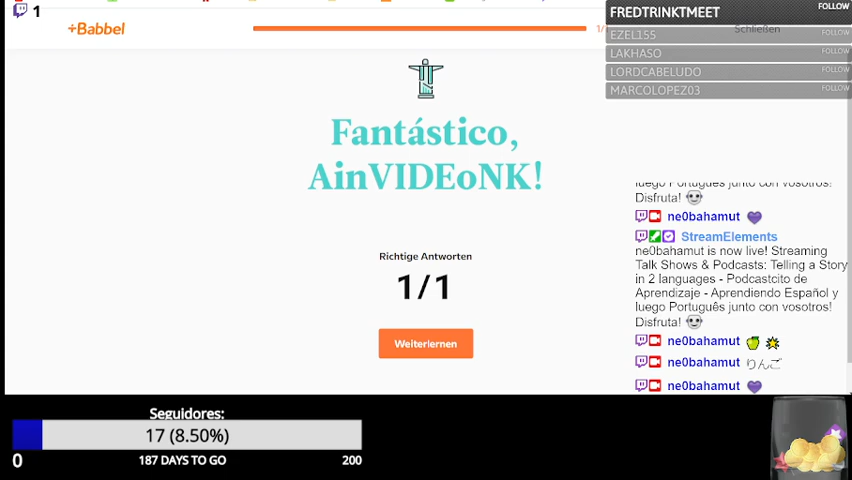 1
+Babbel
1/1
Schließen
FREDTRINKTMEET FOLLOW
EZEL155 FOLLOW
LAKHASO FOLLOW
LORDCABELUDO FOLLOW
MARCOLOPEZ03 FOLLOW
Fantástico,
AinVIDEoNK!
Richtige Antworten
1/1
Weiterlernen
luego Português junto con vosotros!
Disfruta!
ne0bahamut
StreamElements
ne0bahamut is now live! Streaming
Talk Shows & Podcasts: Telling a Story
in 2 languages - Podcastcito de
Aprendizaje - Aprendiendo Español y
luego Português junto con vosotros!
Disfruta!
ne0bahamut
ne0bahamut りんご
ne0bahamut
Seguidores:
17 (8.50%)
0 187 DAYS TO GO 200